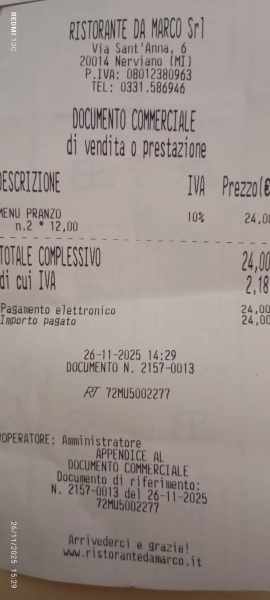 RISTORANTE DA MARCO Srl
Via Sant'Anna, 6
20014 Nerviano (MI)
P.IVA: 08012380963
TEL: 0331.586946
DOCUMENTO COMMERCIALE
di vendita o prestazione
DESCRIZIONE IVA Prezzo(€
MENU PRANZO 10% 24,00
n.2 * 12,00
TOTALE COMPLESSIVO 24,00
di cui IVA 2,18
Pagamento elettronico 24,00
Importo pagato 24,00
26-11-2025 14:29
DOCUMENTO N. 2157-0013
RT 72MU5002277
OPERATORE: Amministratore
APPENDICE AL
DOCUMENTO COMMERCIALE
Documento di riferimento:
N. 2157-0013 del 26-11-2025
72MU5002277
Arrivederci e grazie!
www.ristorantedamarco.it
REDMI 13C
26/11/2025 15:29